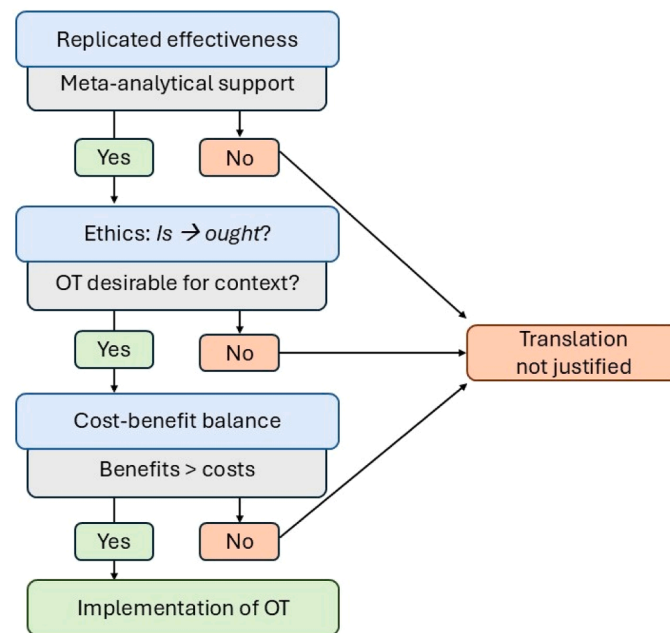 Replicated effectiveness
Meta-analytical support
Yes
No
Ethics: Is → ought?
OT desirable for context?
Yes
No
Translation
not justified
Cost-benefit balance
Benefits > costs
Yes
No
Implementation of OT